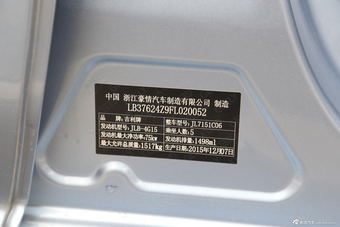 中国 浙江豪情汽车制造有限公司 制造
LB37624Z9FL020052
品牌：吉利牌 整车型号：JL7151C06
发动机型号：JLB-4G15 乘坐人数：5
发动机最大净功率：75kw 发动机排量：1498ml
最大允许总质量：1517kg 生产日期：2015年12月07日